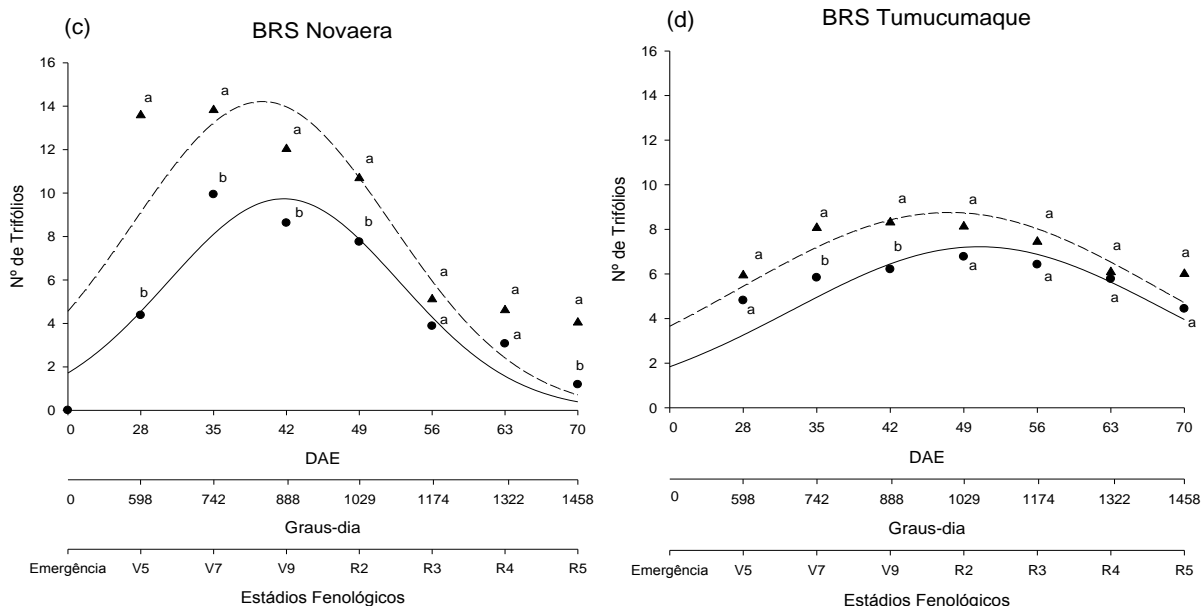 (c)
BRS Novaera
Nº de Trifólios
16
14
12
10
8
6
4
2
0
a
a
a
a
a
a
a
b
b
b
b
a
a
b
0 28 35 42 49 56 63 70
DAE
0 598 742 888 1029 1174 1322 1458
Graus-dia
Emergência V5 V7 V9 R2 R3 R4 R5
Estádios Fenológicos
(d)
BRS Tumucumaque
Nº de Trifólios
16
14
12
10
8
6
4
2
0
a
a
a
a
a
a
a
a
b
b
a
a
a
a
0 28 35 42 49 56 63 70
DAE
0 598 742 888 1029 1174 1322 1458
Graus-dia
Emergência V5 V7 V9 R2 R3 R4 R5
Estádios Fenológicos